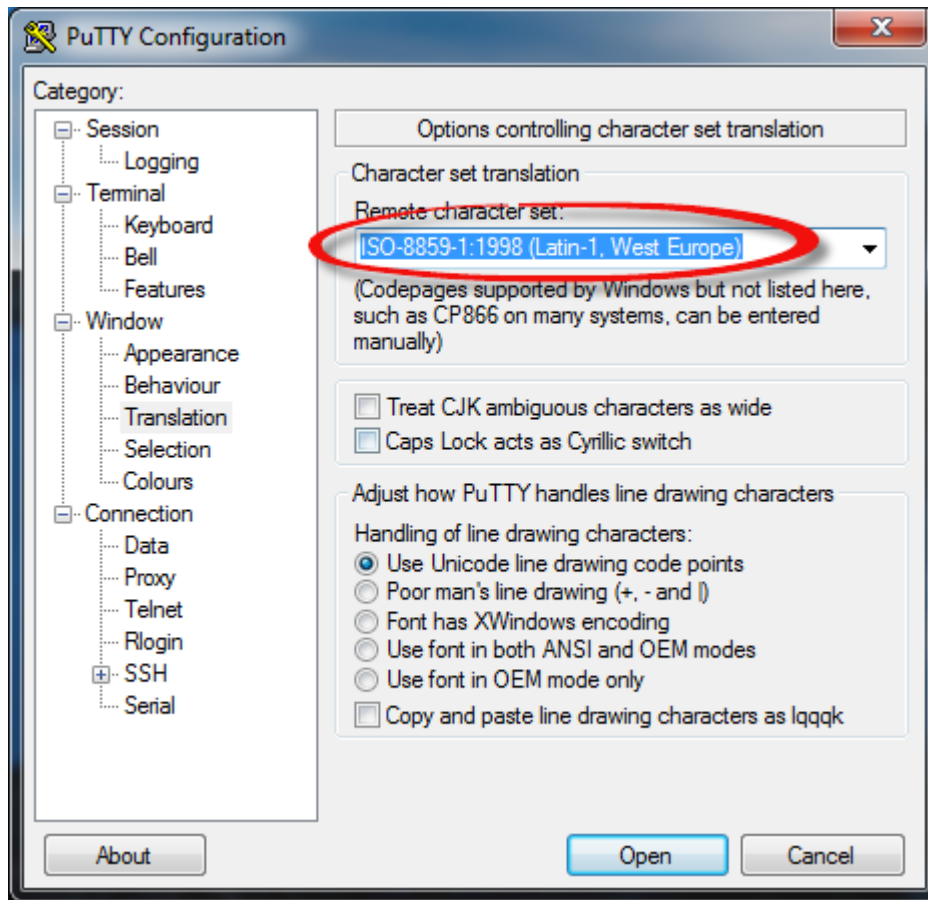 PuTTY Configuration
Category:
Session
Logging
Terminal
Keyboard
Bell
Features
Window
Appearance
Behaviour
Translation
Selection
Colours
Connection
Data
Proxy
Telnet
Rlogin
SSH
Serial
Options controlling character set translation
Character set translation
Remote character set:
ISO-8859-1:1998 (Latin-1, West Europe)
(Codepages supported by Windows but not listed here,
such as CP866 on many systems, can be entered
manually)
Treat CJK ambiguous characters as wide
Caps Lock acts as Cyrillic switch
Adjust how PuTTY handles line drawing characters
Handling of line drawing characters:
Use Unicode line drawing code points
Poor man's line drawing (+, - and |)
Font has XWindows encoding
Use font in both ANSI and OEM modes
Use font in OEM mode only
Copy and paste line drawing characters as lqqqk
About
Open
Cancel